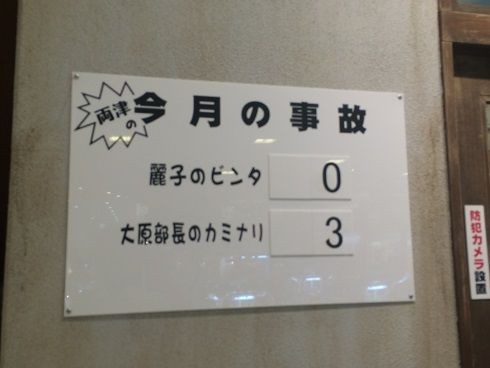 両津の
今月の事故
麗子のビンタ 0
大原部長のカミナリ 3
防犯カメラ設置